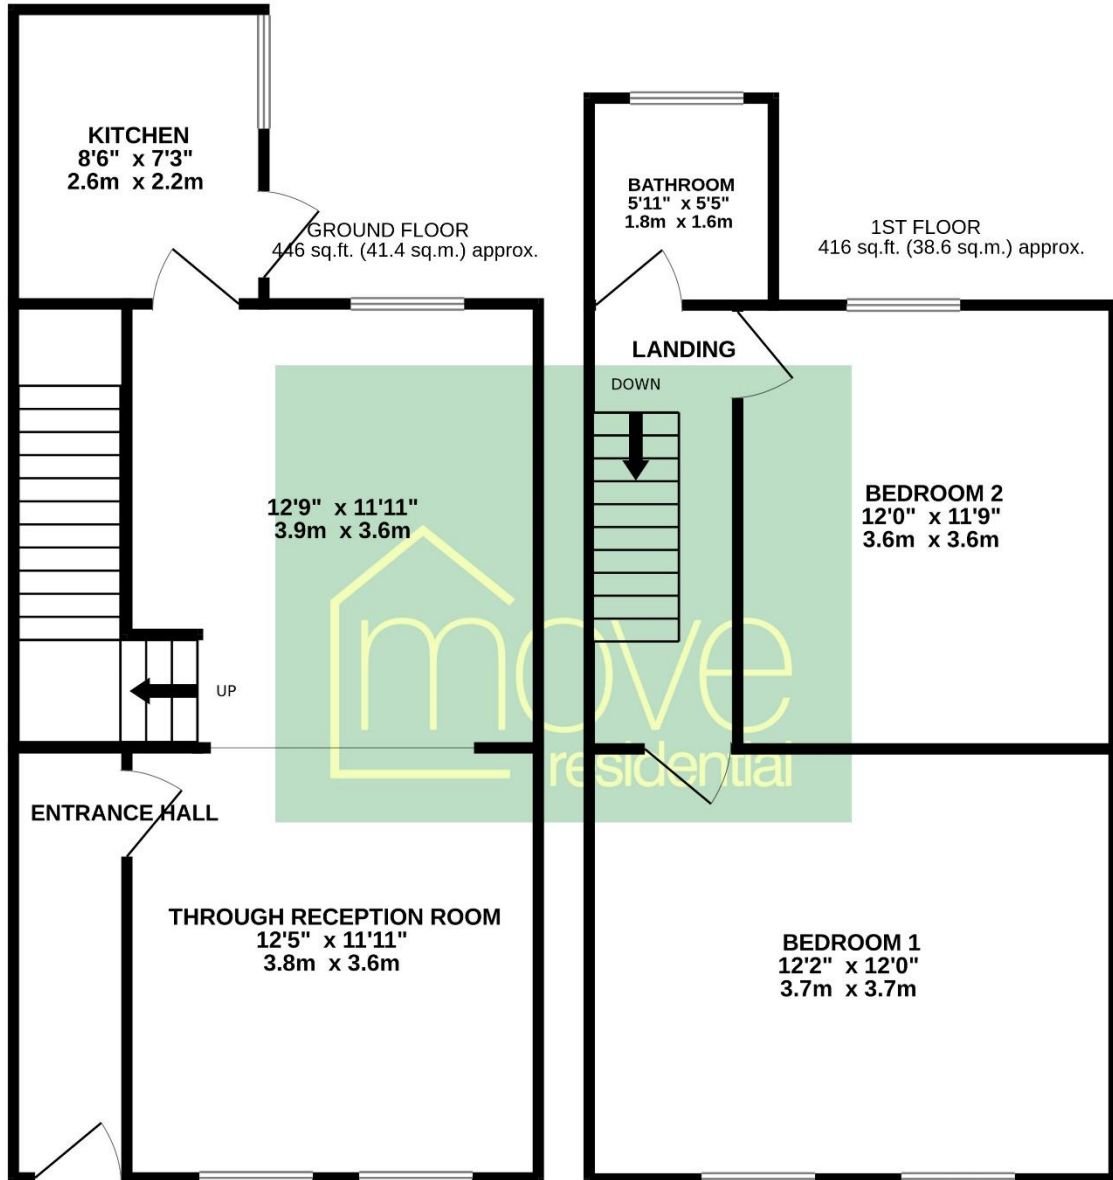 KITCHEN
8'6" x 7'3"
2.6m x 2.2m
GROUND FLOOR
446 sq.ft. (41.4 sq.m.) approx.
12'9" x 11'11"
3.9m x 3.6m
UP
ENTRANCE HALL
THROUGH RECEPTION ROOM
12'5" x 11'11"
3.8m x 3.6m
BATHROOM
5'11" x 5'5"
1.8m x 1.6m
1ST FLOOR
416 sq.ft. (38.6 sq.m.) approx.
LANDING
DOWN
BEDROOM 2
12'0" x 11'9"
3.6m x 3.6m
move
residential
BEDROOM 1
12'2" x 12'0"
3.7m x 3.7m